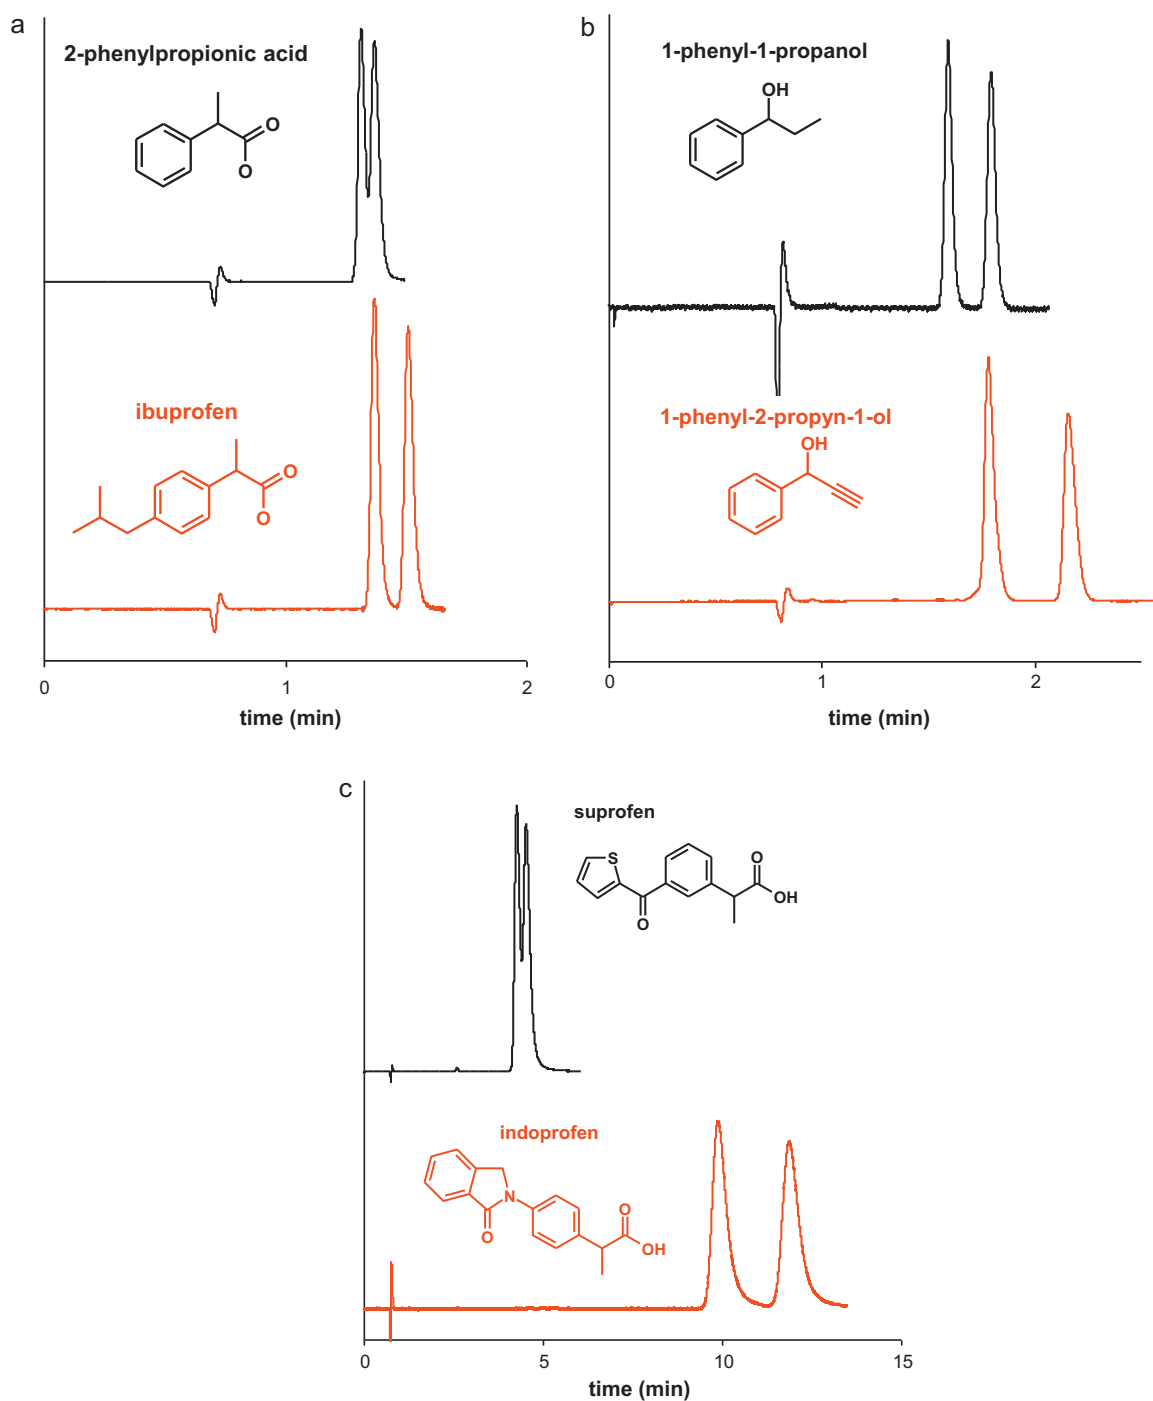 a
2-phenylpropionic acid
O
O
ibuprofen
O
O
0 1 2
time (min)
b
1-phenyl-1-propanol
OH
1-phenyl-2-propyn-1-ol
OH
0 1 2
time (min)
c
suprofen
S
O
O
OH
indoprofen
N
O
O
OH
0 5 10 15
time (min)